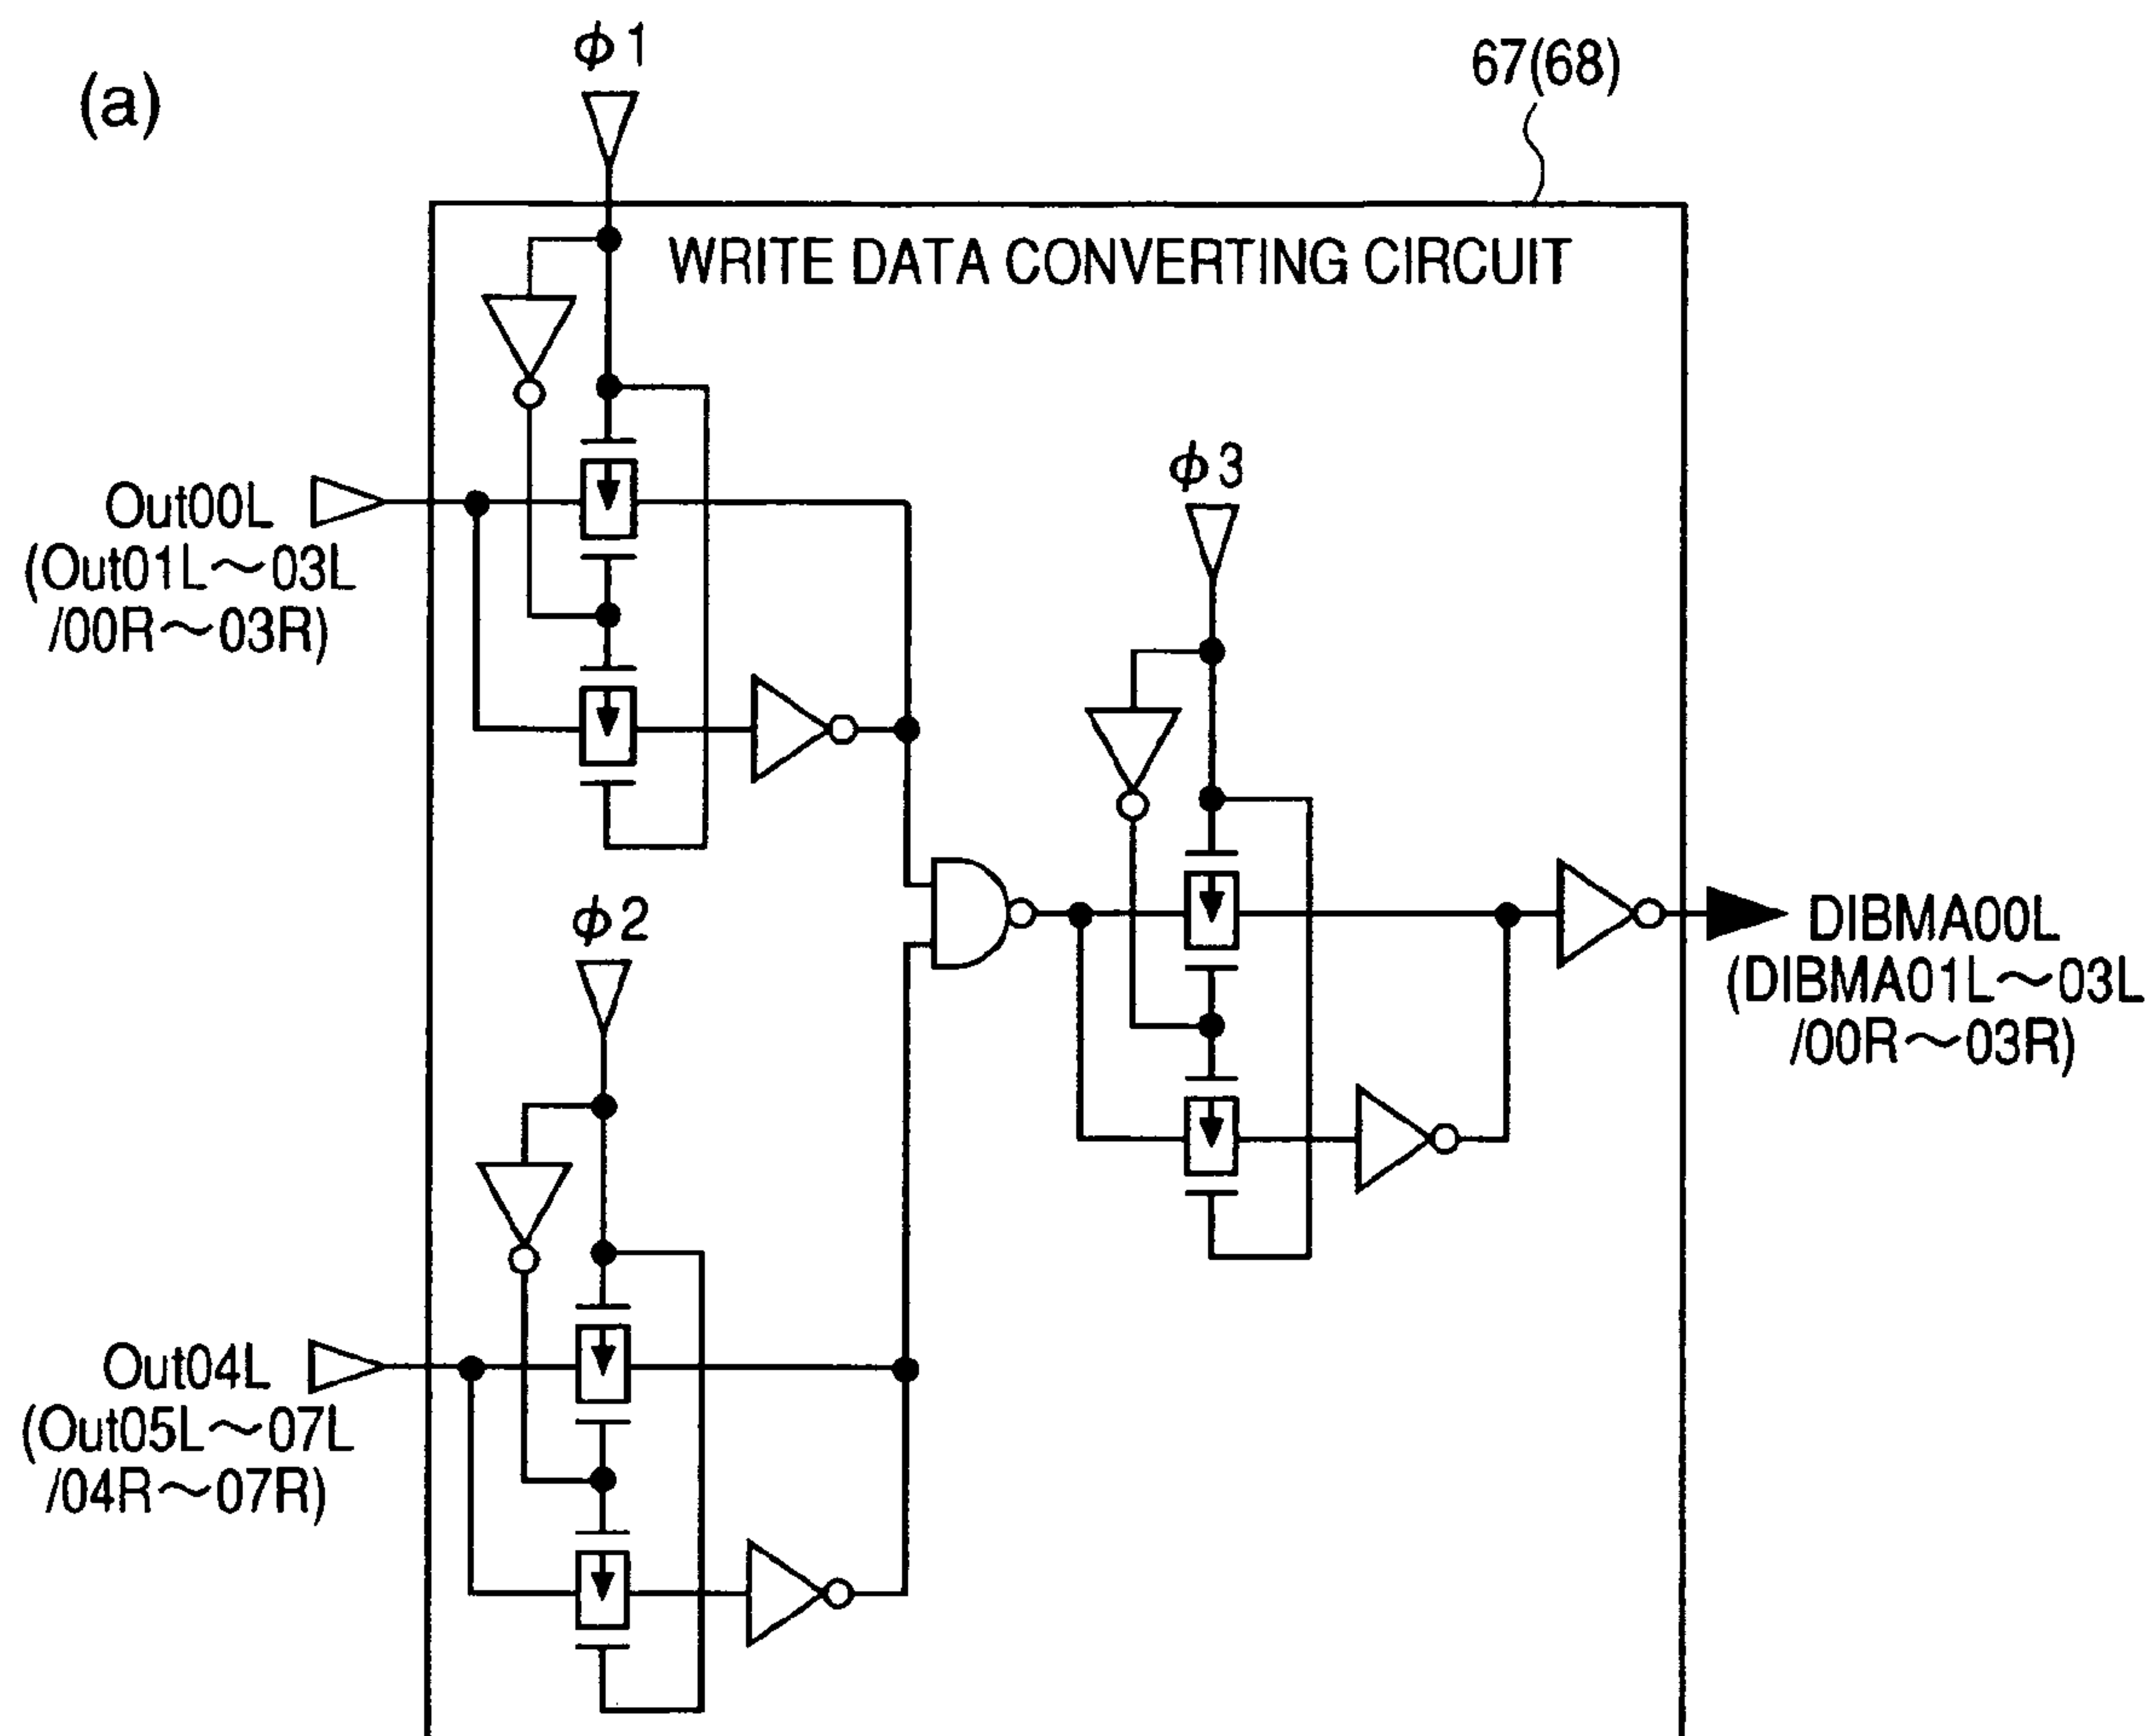 (a)
ϕ1
67(68)
WRITE DATA CONVERTING CIRCUIT
Out00L
(Out01L～03L
/00R～03R)
ϕ3
ϕ2
DIBMA00L
(DIBMA01L～03L
/00R～03R)
Out04L
(Out05L～07L
/04R～07R)